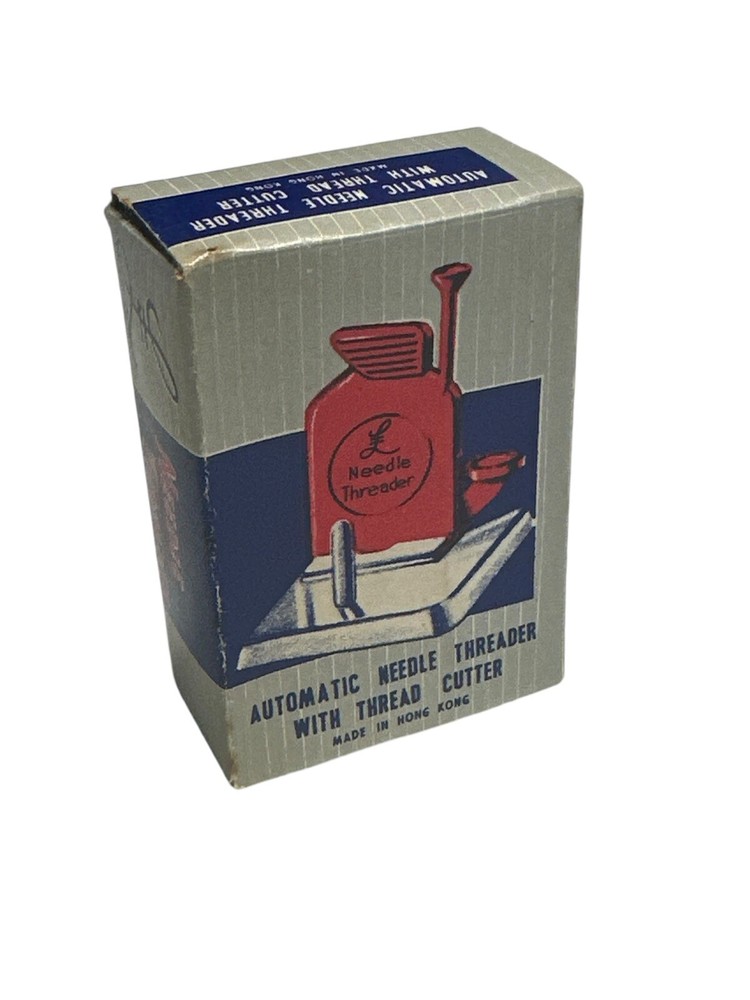 AUTOMATIC NEEDLE THREADER
WITH THREAD CUTTER
MADE IN HONG KONG
Needle
Threader
AUTOMATIC NEEDLE THREADER
WITH THREAD CUTTER
MADE IN HONG KONG